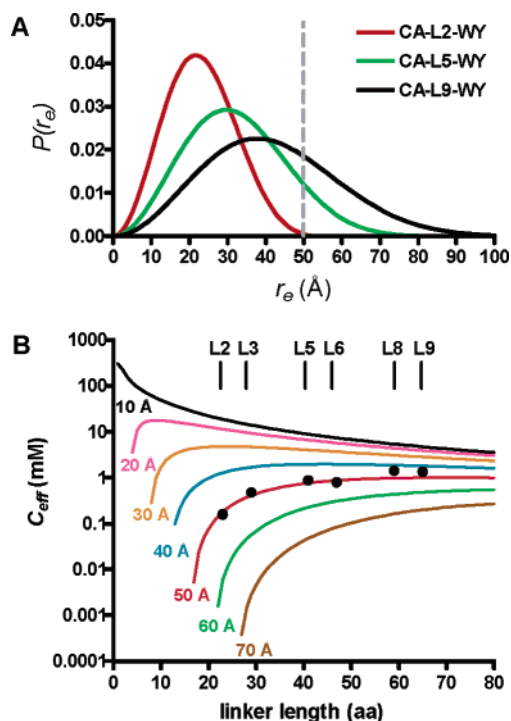 A
0.05
0.04
0.03
0.02
0.01
0.00
P(re)
CA-L2-WY
CA-L5-WY
CA-L9-WY
0 10 20 30 40 50 60 70 80 90 100
re (Å)
B
L2 L3 L5 L6 L8 L9
1000
100
10
1
0.1
0.01
0.001
0.0001
Ceff (mM)
10 A
20 A
30 A
40 A
50 A
60 A
70 A
0 10 20 30 40 50 60 70 80
linker length (aa)